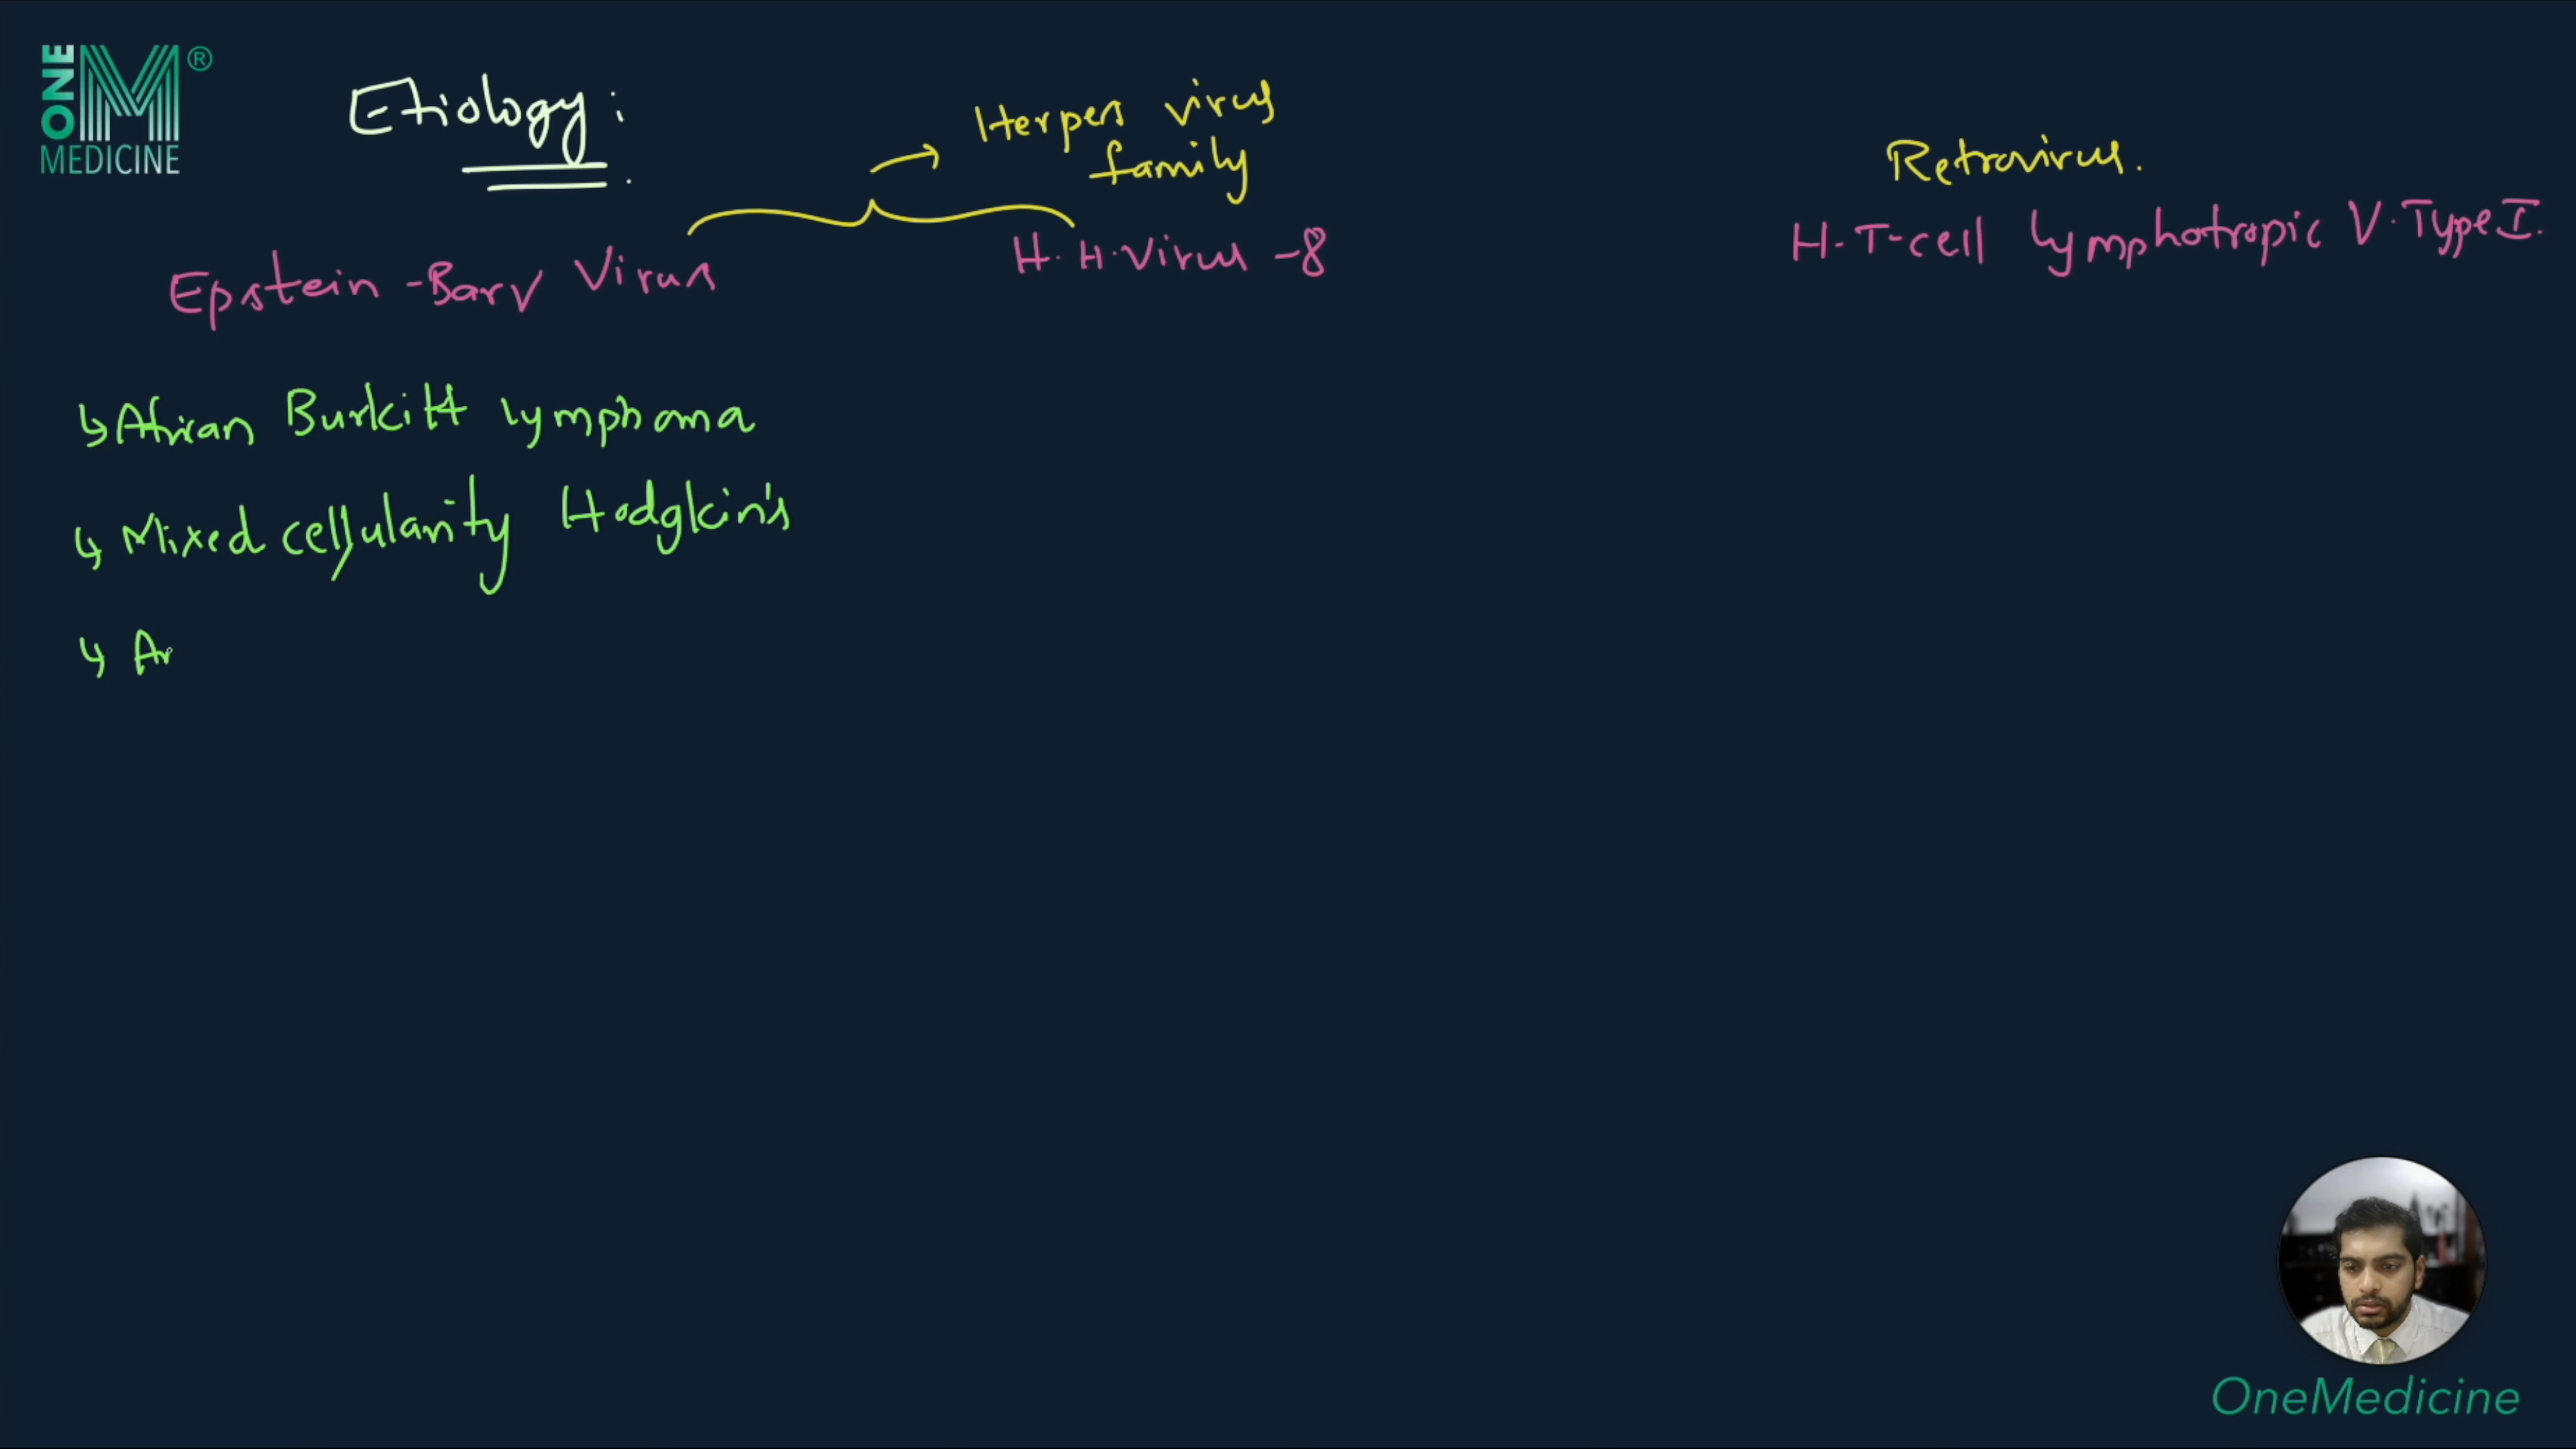 ONE
M®
MEDICINE
Etiology:
Herpes virus
family
Retrovirus.
Epstein-Barr Virus
H.H.Virus-8
H.T-cell lymphotropic V.Type I.
↳African Burkitt lymphoma
↳ Mixed cellularity Hodgkin's
↳ An
OneMedicine